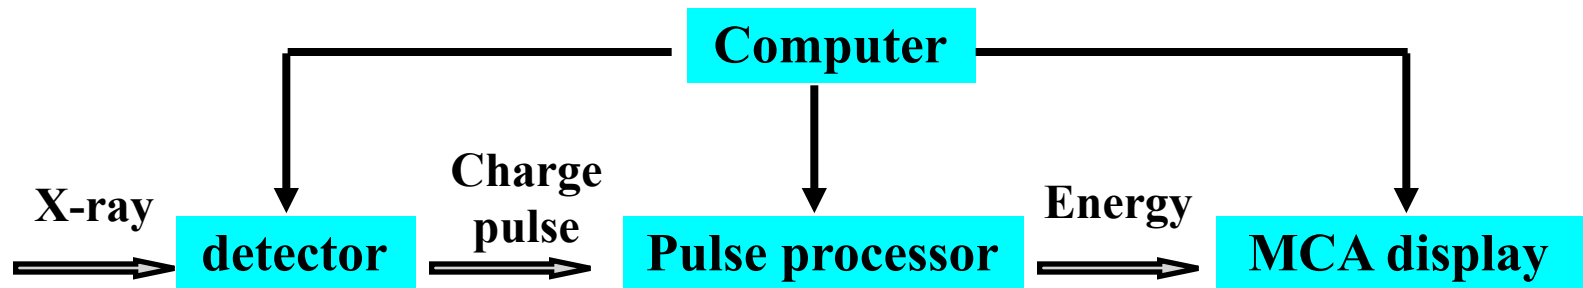 Computer
X-ray
detector
Charge
pulse
Pulse processor
Energy
MCA display